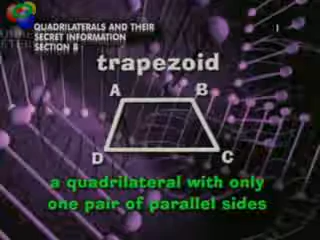 QUADRILATERALS AND THEIR
SECRET INFORMATION
SECTION 8
trapezoid
A B
D C
a quadrilateral with only
one pair of parallel sides